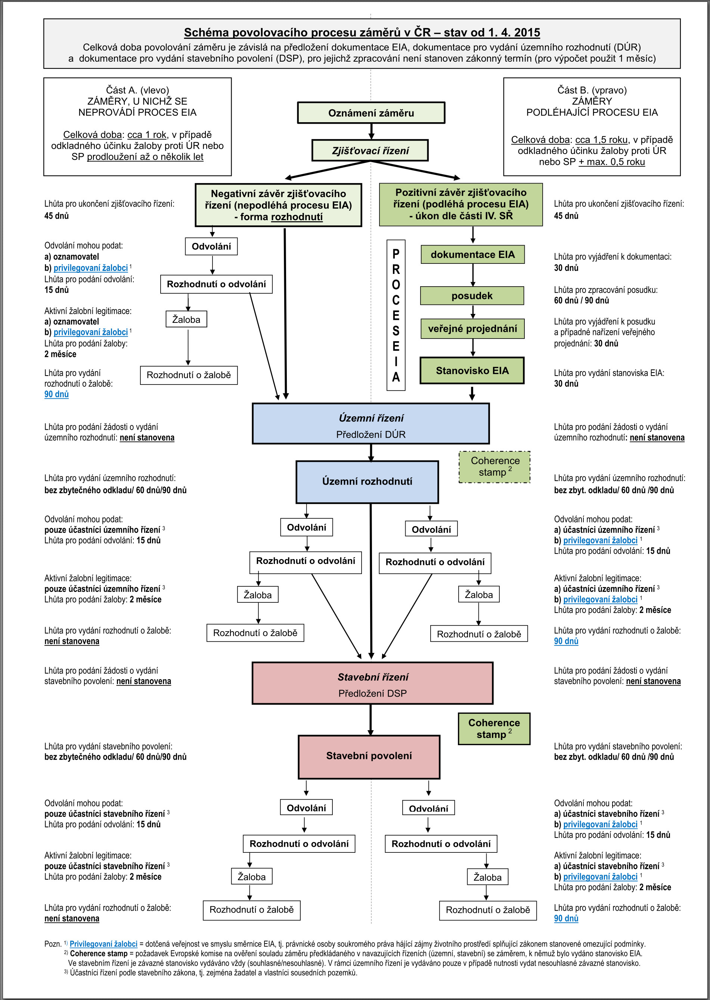 Schéma povolovacího procesu záměrů v ČR – stav od 1. 4. 2015
Celková doba povolování záměru je závislá na předložení dokumentace EIA, dokumentace pro vydání územního rozhodnutí (DÚR)
a dokumentace pro vydání stavebního povolení (DSP), pro jejichž zpracování není stanoven zákonný termín (pro výpočet použit 1 měsíc)
Část A. (vlevo)
ZÁMĚRY, U NICHŽ SE
NEPROVÁDÍ PROCES EIA
Celková doba: cca 1 rok, v případě
odkladného účinku žaloby proti ÚR nebo
SP prodloužení až o několik let
Část B. (vpravo)
ZÁMĚRY
PODLÉHAJÍCÍ PROCESU EIA
Celková doba: cca 1,5 roku, v případě
odkladného účinku žaloby proti ÚR
nebo SP + max. 0,5 roku
Oznámení záměru
Zjišťovací řízení
Negativní závěr zjišťovacího
řízení (nepodléhá procesu EIA)
- forma rozhodnutí
Pozitivní závěr zjišťovacího
řízení (podléhá procesu EIA)
- úkon dle části IV. SŘ
Lhůta pro ukončení zjišťovacího řízení:
45 dnů
Lhůta pro ukončení zjišťovacího řízení:
45 dnů
Odvolání mohou podat:
a) oznamovatel
b) privilegovaní žalobci 1
Lhůta pro podání odvolání:
15 dnů
Aktivní žalobní legitimace:
a) oznamovatel
b) privilegovaní žalobci 1
Lhůta pro podání žaloby:
2 měsíce
Lhůta pro vydání
rozhodnutí o žalobě:
90 dnů
Odvolání
Rozhodnutí o odvolání
Žaloba
Rozhodnutí o žalobě
P
R
O
C
E
S
E
I
A
dokumentace EIA
posudek
veřejné projednání
Stanovisko EIA
Lhůta pro vyjádření k dokumentaci:
30 dnů
Lhůta pro zpracování posudku:
60 dnů / 90 dnů
Lhůta pro vyjádření k posudku
a případné nařízení veřejného
projednání: 30 dnů
Lhůta pro vydání stanoviska EIA:
30 dnů
Územní řízení
Předložení DÚR
Lhůta pro podání žádosti o vydání
územního rozhodnutí: není stanovena
Lhůta pro podání žádosti o vydání
územního rozhodnutí: není stanovena
Coherence
stamp 2
Územní rozhodnutí
Lhůta pro vydání územního rozhodnutí:
bez zbytečného odkladu/ 60 dnů/90 dnů
Lhůta pro vydání územního rozhodnutí:
bez zbyt. odkladu/ 60 dnů /90 dnů
Odvolání mohou podat:
pouze účastníci územního řízení 3
Lhůta pro podání odvolání: 15 dnů
Aktivní žalobní legitimace:
pouze účastníci územního řízení 3
Lhůta pro podání žaloby: 2 měsíce
Lhůta pro vydání rozhodnutí o žalobě:
není stanovena
Odvolání
Rozhodnutí o odvolání
Žaloba
Rozhodnutí o žalobě
Odvolání
Rozhodnutí o odvolání
Žaloba
Rozhodnutí o žalobě
Odvolání mohou podat:
a) účastníci územního řízení 3
b) privilegovaní žalobci 1
Lhůta pro podání odvolání: 15 dnů
Aktivní žalobní legitimace:
a) účastníci územního řízení 3
b) privilegovaní žalobci 1
Lhůta pro podání žaloby: 2 měsíce
Lhůta pro vydání rozhodnutí o žalobě:
90 dnů
Stavební řízení
Předložení DSP
Lhůta pro podání žádosti o vydání
stavebního povolení: není stanovena
Lhůta pro podání žádosti o vydání
stavebního povolení: není stanovena
Coherence
stamp 2
Stavební povolení
Lhůta pro vydání stavebního povolení:
bez zbytečného odkladu/ 60 dnů/90 dnů
Lhůta pro vydání stavebního povolení:
bez zbyt. odkladu/ 60 dnů /90 dnů
Odvolání mohou podat:
pouze účastníci stavebního řízení 3
Lhůta pro podání odvolání: 15 dnů
Aktivní žalobní legitimace:
pouze účastníci stavebního řízení 3
Lhůta pro podání žaloby: 2 měsíce
Lhůta pro vydání rozhodnutí o žalobě:
není stanovena
Odvolání
Rozhodnutí o odvolání
Žaloba
Rozhodnutí o žalobě
Odvolání
Rozhodnutí o odvolání
Žaloba
Rozhodnutí o žalobě
Odvolání mohou podat:
a) účastníci stavebního řízení 3
b) privilegovaní žalobci 1
Lhůta pro podání odvolání: 15 dnů
Aktivní žalobní legitimace:
a) účastníci stavebního řízení 3
b) privilegovaní žalobci 1
Lhůta pro podání žaloby: 2 měsíce
Lhůta pro vydání rozhodnutí o žalobě:
90 dnů
Pozn. 1) Privilegovaní žalobci = dotčená veřejnost ve smyslu směrnice EIA, tj. právnické osoby soukromého práva hájící zájmy životního prostředí splňující zákonem stanovené omezující podmínky.
2) Coherence stamp = požadavek Evropské komise na ověření souladu záměru předkládaného v navazujících řízeních (územní, stavební) se záměrem, k němuž bylo vydáno stanovisko EIA.
Ve stavebním řízení je závazné stanovisko vydáváno vždy (souhlasné/nesouhlasné). V rámci územního řízení je vydáváno pouze v případě nutnosti vydat nesouhlasné závazné stanovisko.
3) Účastníci řízení podle stavebního zákona, tj. zejména žadatel a vlastníci sousedních pozemků.